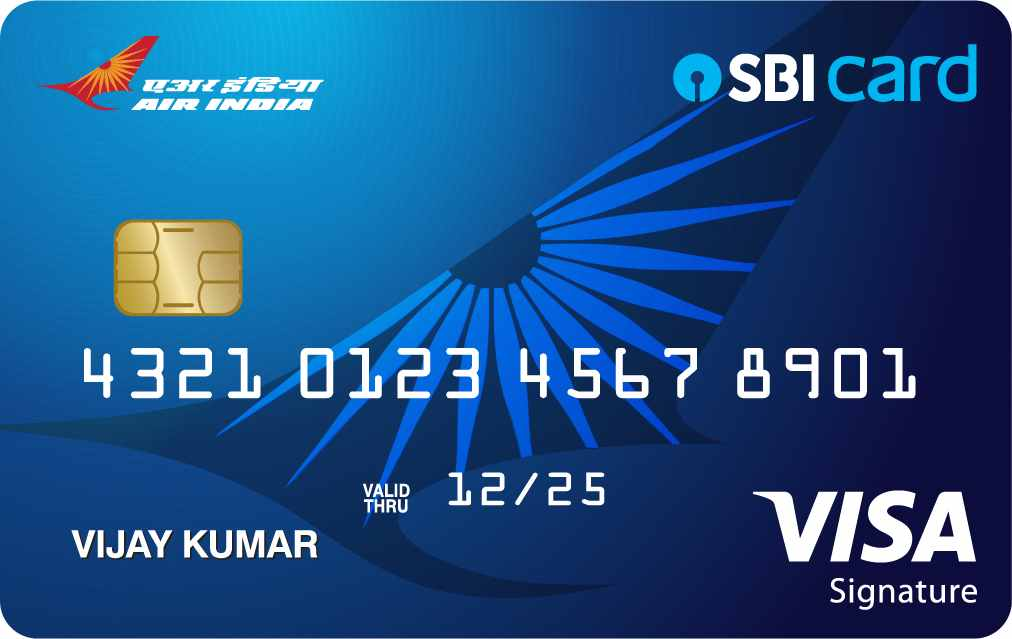 एअर इंडिया
AIR INDIA
SBI card
4321 0123 4567 8901
VALID
THRU
12/25
VIJAY KUMAR
VISA
Signature